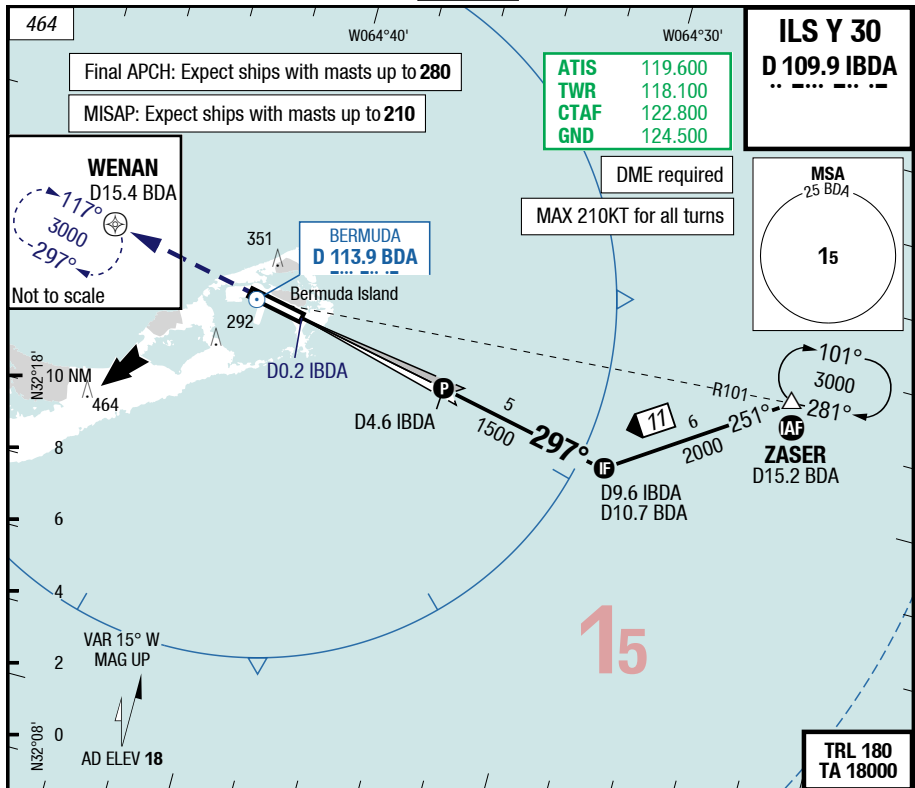 464
W064°40'
W064°30'
ILS Y 30
D 109.9 IBDA
Final APCH: Expect ships with masts up to 280
MISAP: Expect ships with masts up to 210
ATIS 119.600
TWR 118.100
CTAF 122.800
GND 124.500
DME required
MAX 210KT for all turns
MSA
25 BDA
15
WENAN
D15.4 BDA
117°
3000
297°
Not to scale
351
BERMUDA
D 113.9 BDA
Bermuda Island
292
D0.2 IBDA
N32°18'
10 NM
464
P
D4.6 IBDA
5
1500
297°
11
6
2000
251°
R101
101°
3000
281°
IAF
ZASER
D15.2 BDA
IF
D9.6 IBDA
D10.7 BDA
8
6
4
2
0
15
VAR 15° W
MAG UP
N32°08'
AD ELEV 18
TRL 180
TA 18000